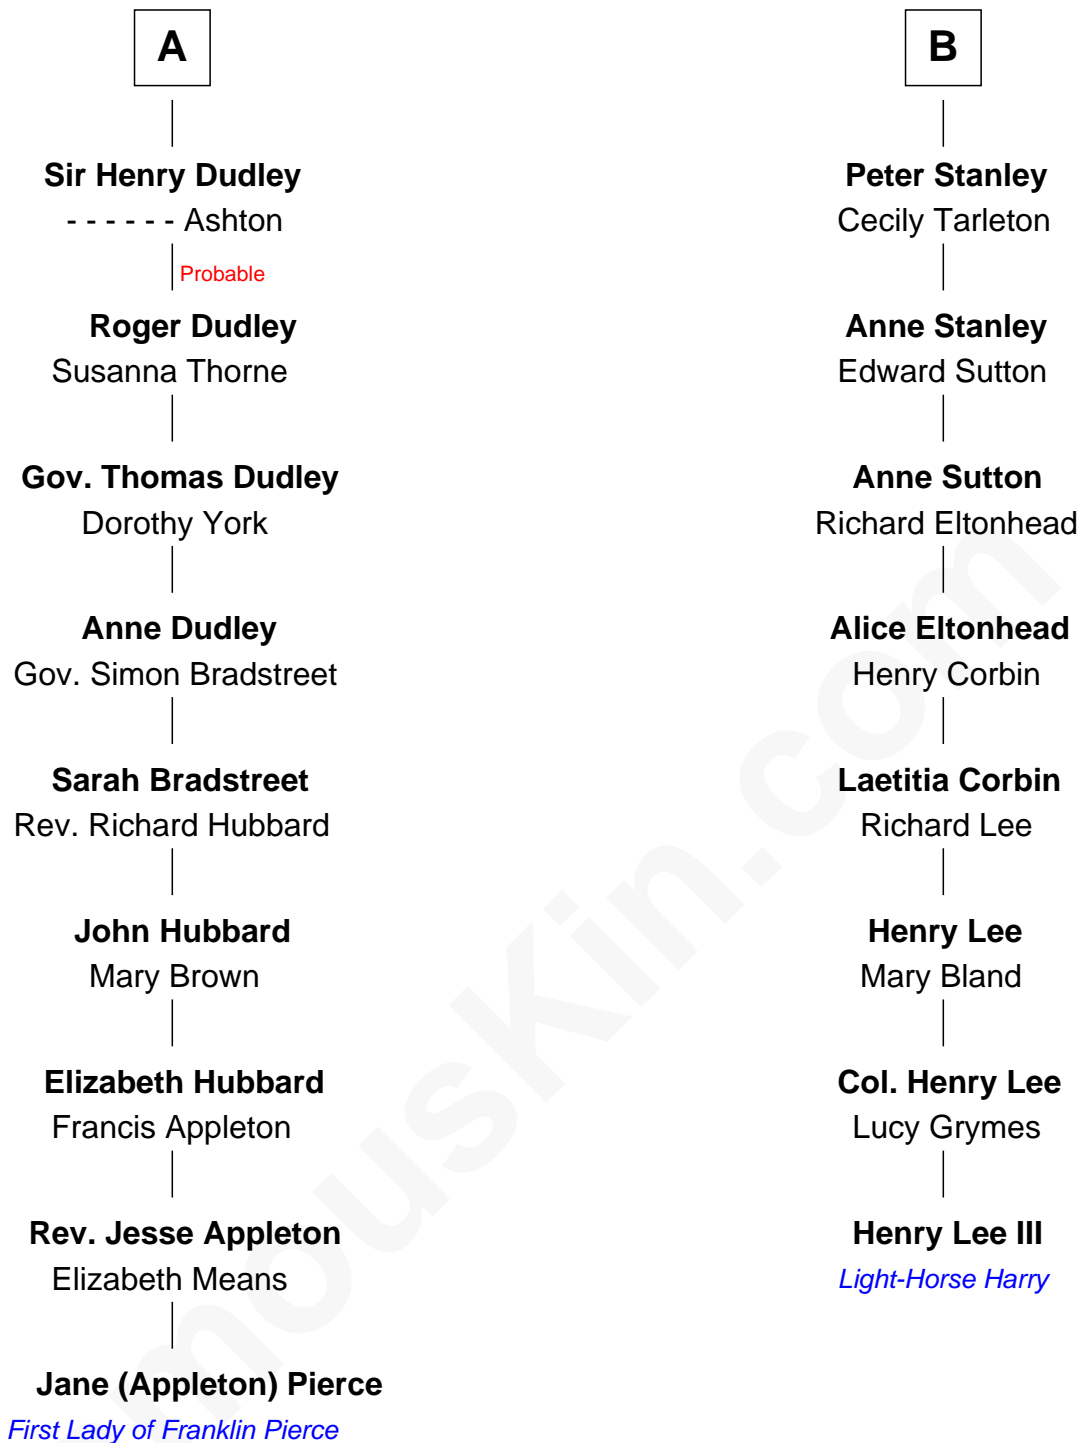 A
Sir Henry Dudley
- - - - - - Ashton
Probable
Roger Dudley
Susanna Thorne
Gov. Thomas Dudley
Dorothy York
Anne Dudley
Gov. Simon Bradstreet
Sarah Bradstreet
Rev. Richard Hubbard
John Hubbard
Mary Brown
Elizabeth Hubbard
Francis Appleton
Rev. Jesse Appleton
Elizabeth Means
Jane (Appleton) Pierce
First Lady of Franklin Pierce
B
Peter Stanley
Cecily Tarleton
Anne Stanley
Edward Sutton
Anne Sutton
Richard Eltonhead
Alice Eltonhead
Henry Corbin
Laetitia Corbin
Richard Lee
Henry Lee
Mary Bland
Col. Henry Lee
Lucy Grymes
Henry Lee III
Light-Horse Harry
mousKin.com